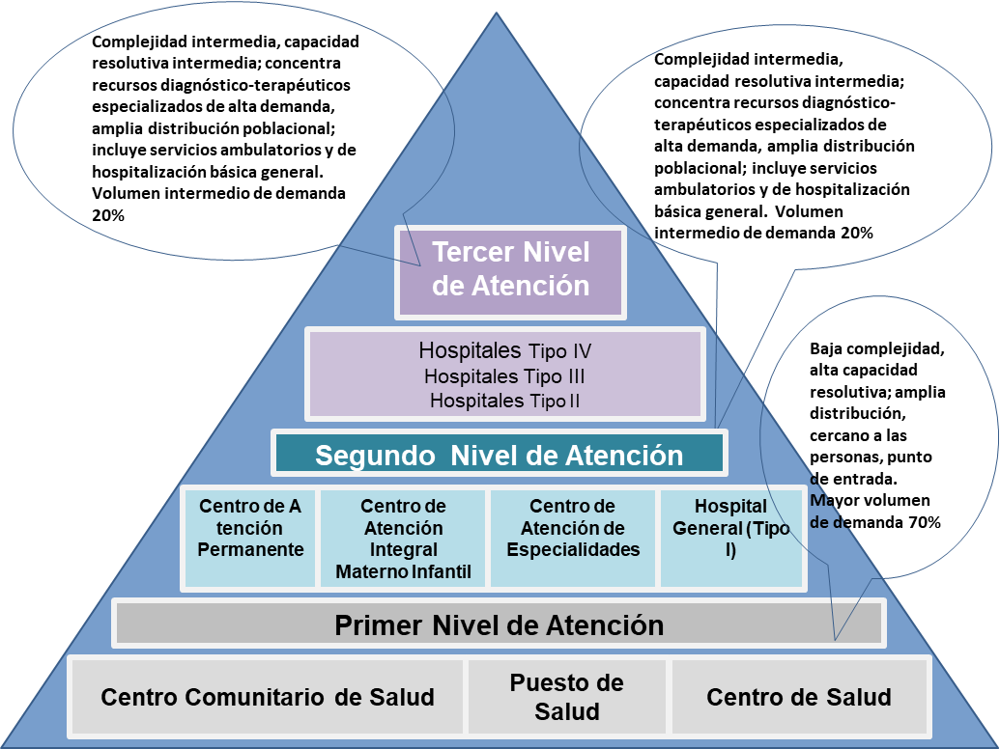 Complejidad intermedia, capacidad
resolutiva intermedia; concentra
recursos diagnóstico-terapéuticos
especializados de alta demanda,
amplia distribución poblacional;
incluye servicios ambulatorios y de
hospitalización básica general.
Volumen intermedio de demanda
20%
Complejidad intermedia,
capacidad resolutiva intermedia;
concentra recursos diagnóstico-
terapéuticos especializados de
alta demanda, amplia distribución
poblacional; incluye servicios
ambulatorios y de hospitalización
básica general. Volumen
intermedio de demanda 20%
Tercer Nivel
de Atención
Hospitales Tipo IV
Hospitales Tipo III
Hospitales Tipo II
Baja complejidad,
alta capacidad
resolutiva; amplia
distribución,
cercano a las
personas, punto
de entrada.
Mayor volumen
de demanda 70%
Segundo Nivel de Atención
Centro de A
tención
Permanente
Centro de
Atención
Integral
Materno Infantil
Centro de
Atención de
Especialidades
Hospital
General (Tipo
I)
Primer Nivel de Atención
Centro Comunitario de Salud
Puesto de
Salud
Centro de Salud